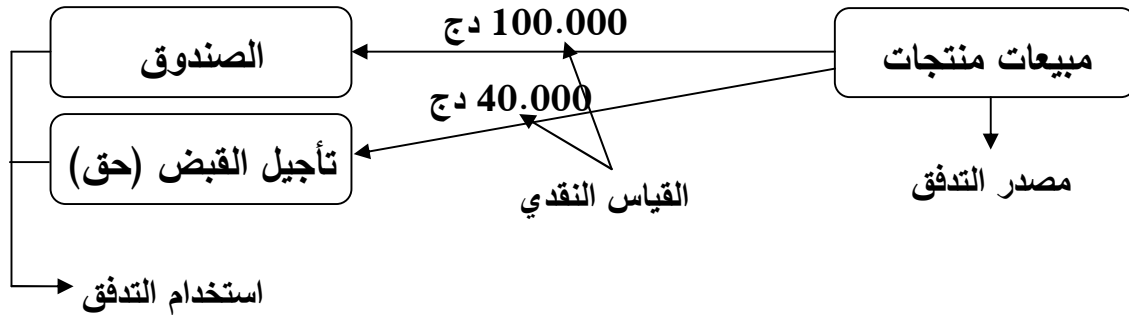 100.000 دج
مبيعات منتجات
الصندوق
40.000 دج
تأجيل القبض (حق)
مصدر التدفق
القياس النقدي
استخدام التدفق